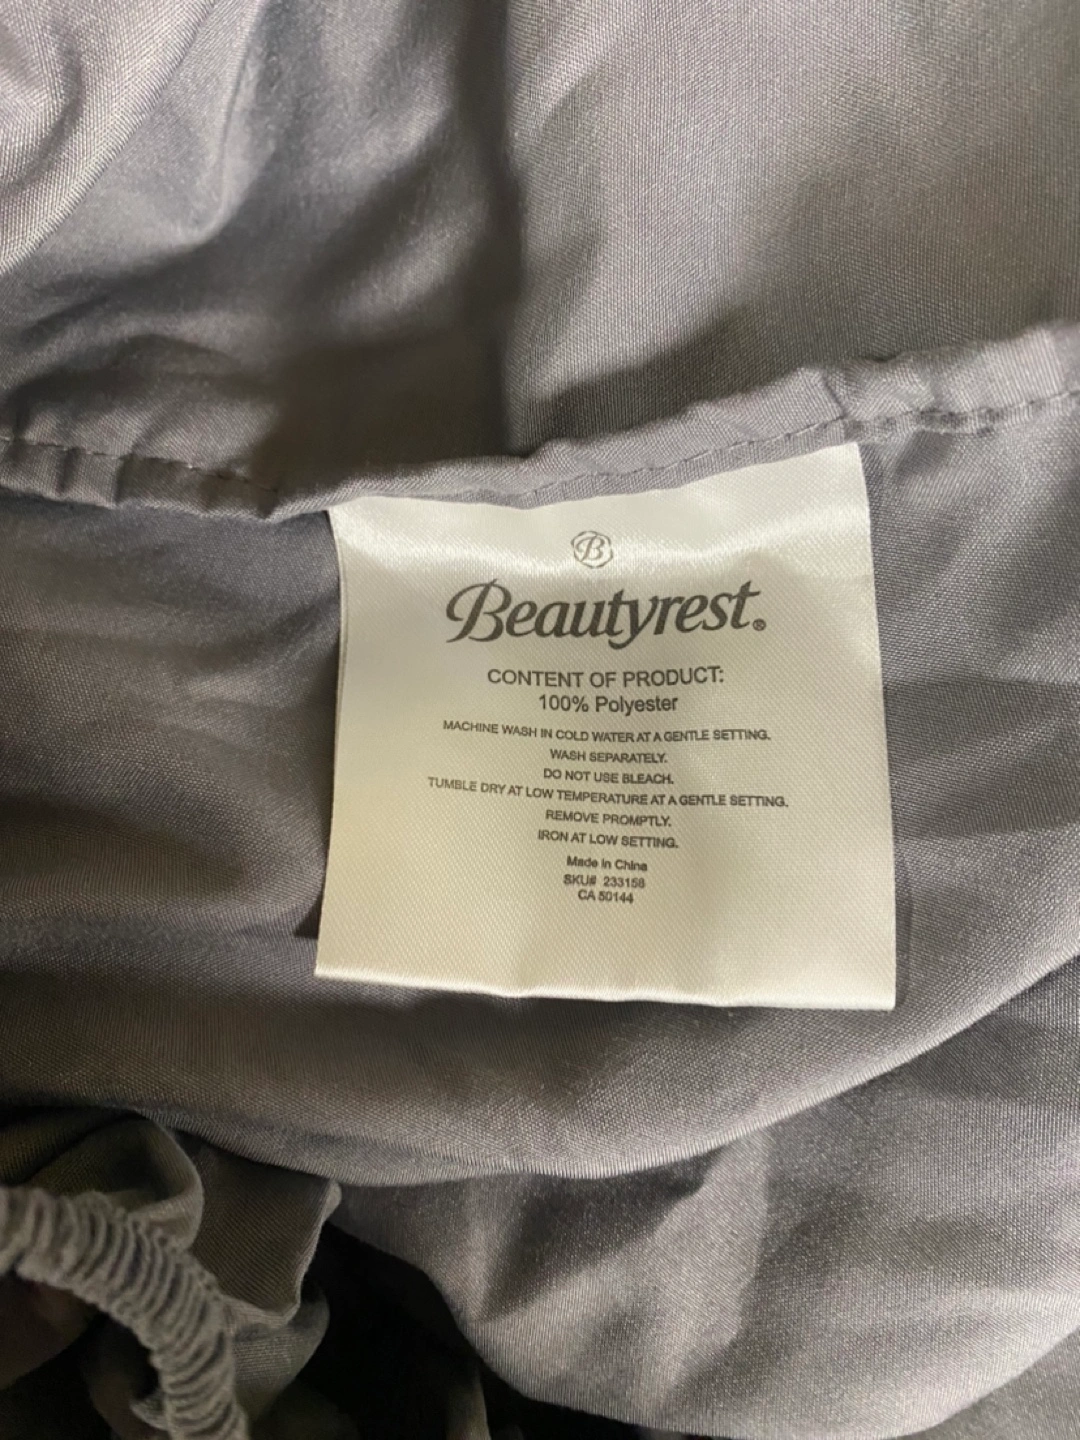 B
Beautyrest®
CONTENT OF PRODUCT:
100% Polyester
MACHINE WASH IN COLD WATER AT A GENTLE SETTING.
WASH SEPARATELY.
DO NOT USE BLEACH.
TUMBLE DRY AT LOW TEMPERATURE AT A GENTLE SETTING.
REMOVE PROMPTLY.
IRON AT LOW SETTING.
Made in China
SKU# 233158
CA 50144